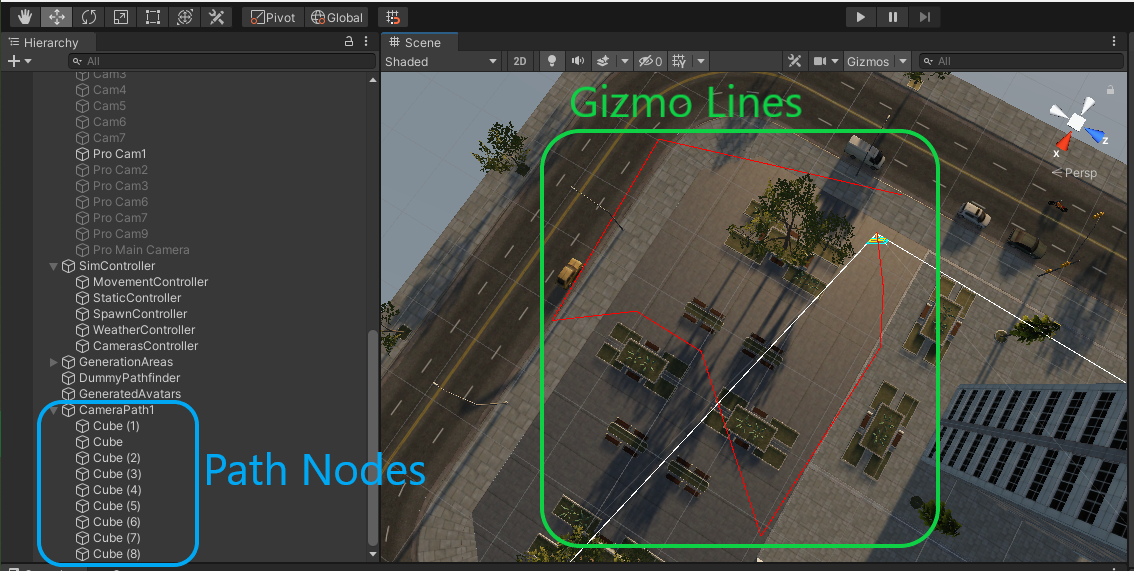 Pivot
Global
Hierarchy
All
Cam3
Cam4
Cam5
Cam6
Cam7
Pro Cam1
Pro Cam2
Pro Cam3
Pro Cam6
Pro Cam7
Pro Cam9
Pro Main Camera
SimController
MovementController
StaticController
SpawnController
WeatherController
CamerasController
GenerationAreas
DummyPathfinder
GeneratedAvatars
CameraPath1
Cube (1)
Cube
Cube (2)
Cube (3)
Cube (4)
Cube (5)
Cube (6)
Cube (7)
Cube (8)
Path Nodes
Scene
Shaded
2D
0
Gizmos
All
Gizmo Lines
x
z
Persp